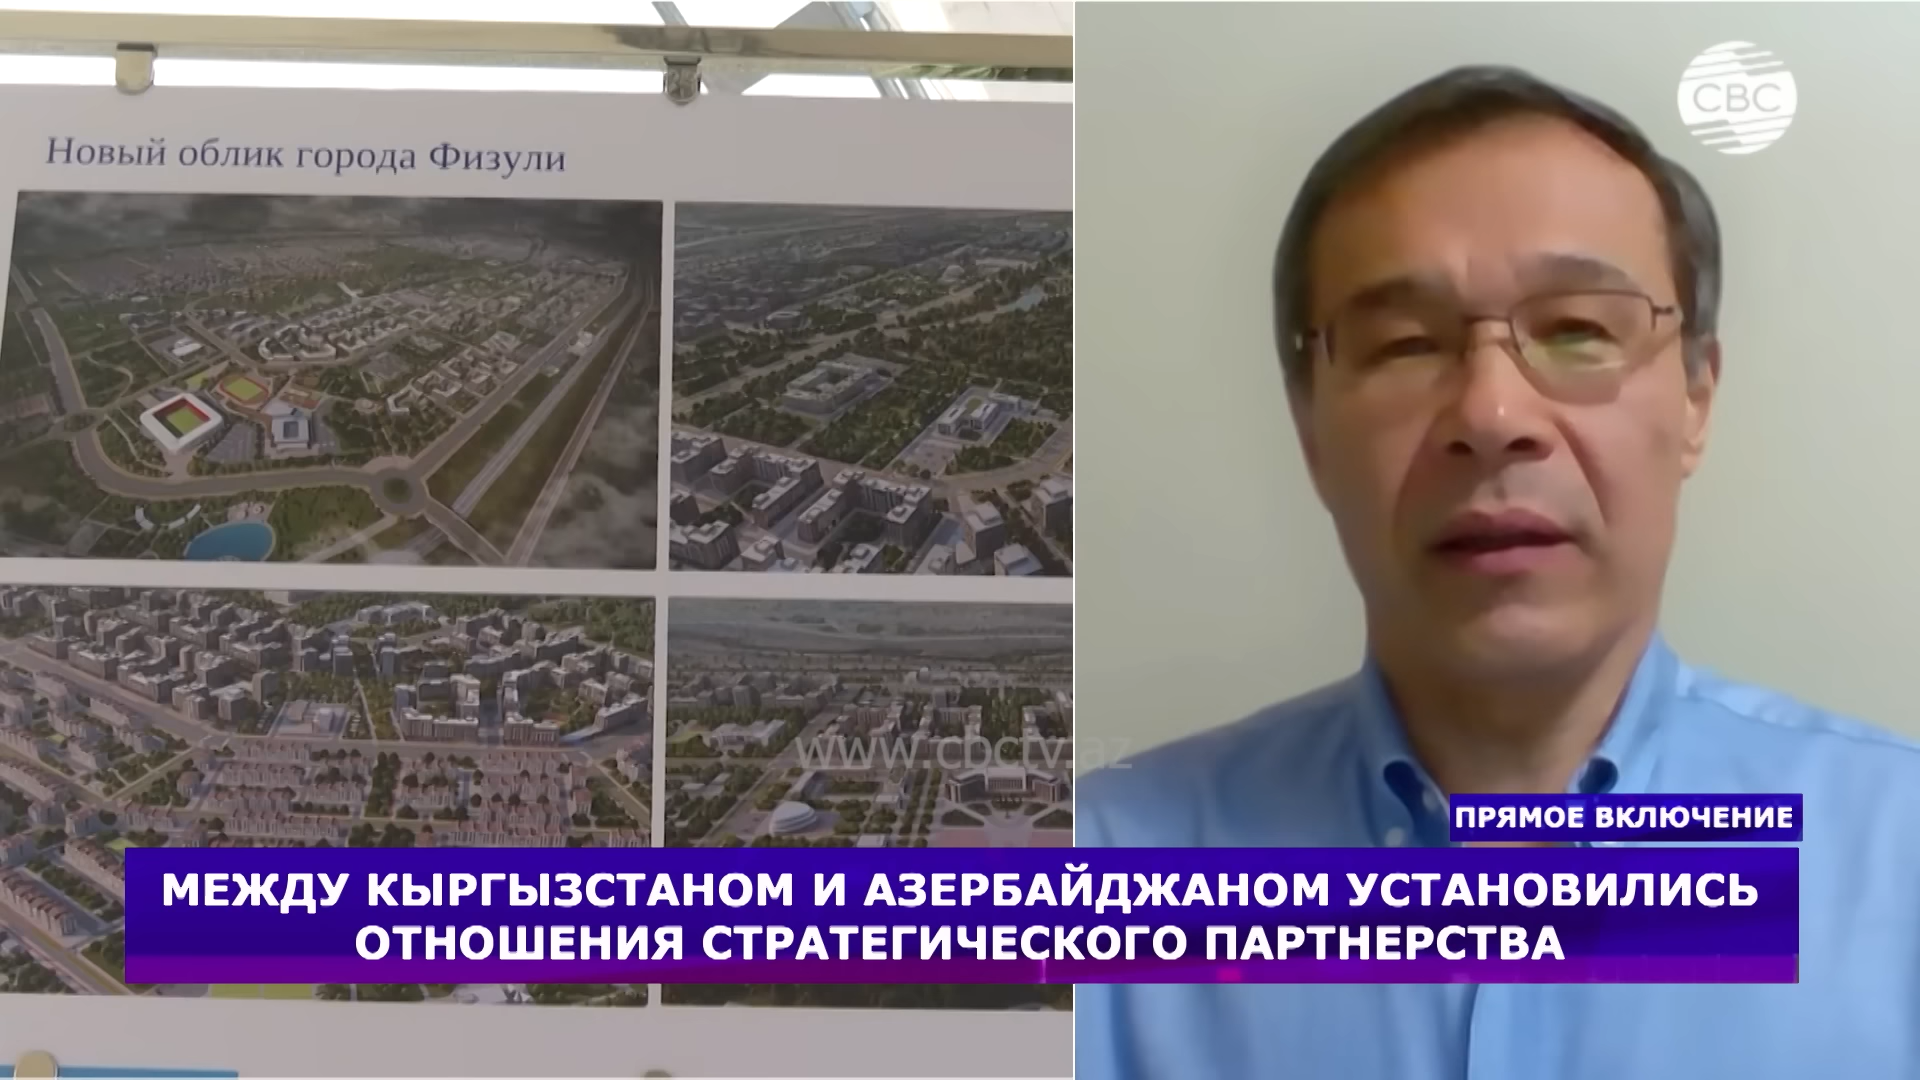 Новый облик города Физули
CBC
www.cbctv.az
ПРЯМОЕ ВКЛЮЧЕНИЕ
МЕЖДУ КЫРГЫЗСТАНОМ И АЗЕРБАЙДЖАНОМ УСТАНОВИЛИСЬ
ОТНОШЕНИЯ СТРАТЕГИЧЕСКОГО ПАРТНЕРСТВА